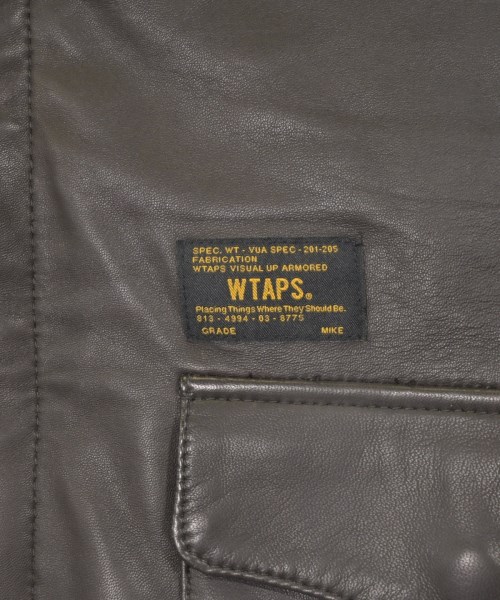 SPEC. WT - VUA SPEC - 201-205
FABRICATION
WTAPS VISUAL UP ARMORED
WTAPS®
Placing Things Where They Should Be.
813 - 4994 - 03 - 8775
GRADE MIKE